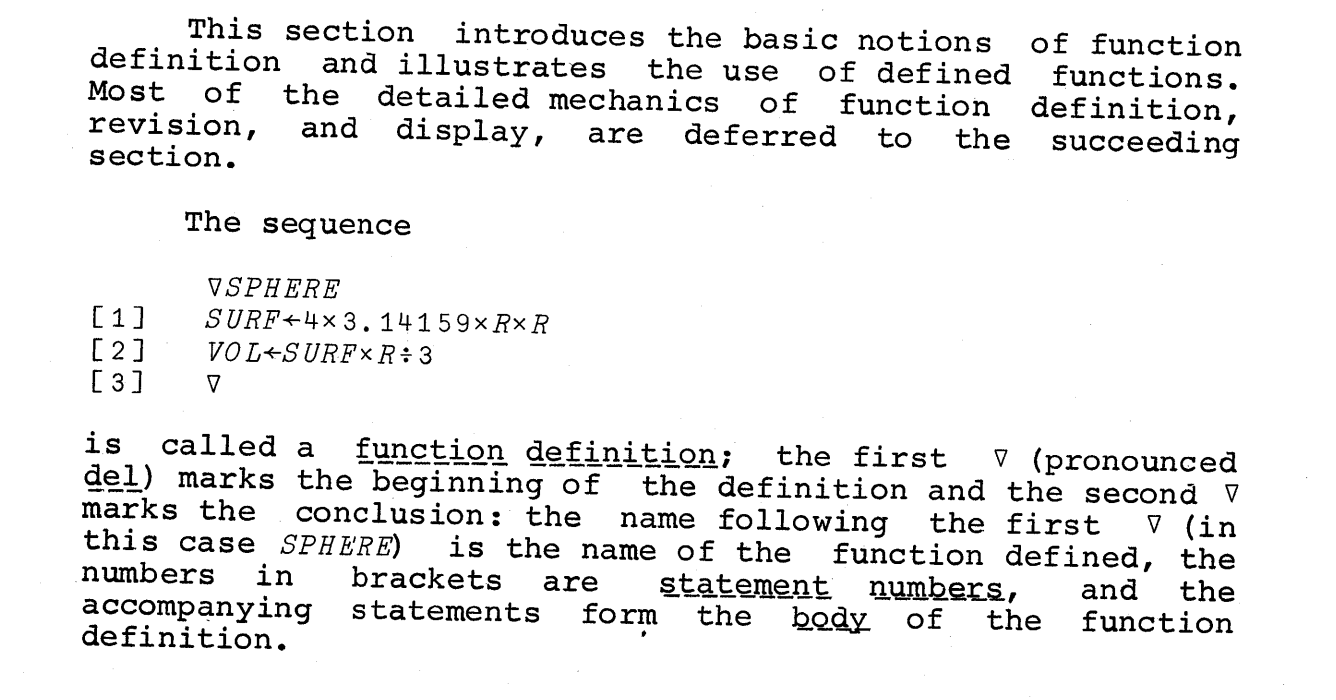 This section introduces the basic notions of function
definition and illustrates the use of defined functions.
Most of the detailed mechanics of function definition,
revision, and display, are deferred to the succeeding
section.
The sequence
∇SPHERE
[1] SURF←4×3.14159×R×R
[2] VOL←SURF×R÷3
[3] ∇
is called a function definition; the first ∇ (pronounced
del) marks the beginning of the definition and the second ∇
marks the conclusion: the name following the first ∇ (in
this case SPHERE) is the name of the function defined, the
numbers in brackets are statement numbers, and the
accompanying statements form the body of the function
definition.